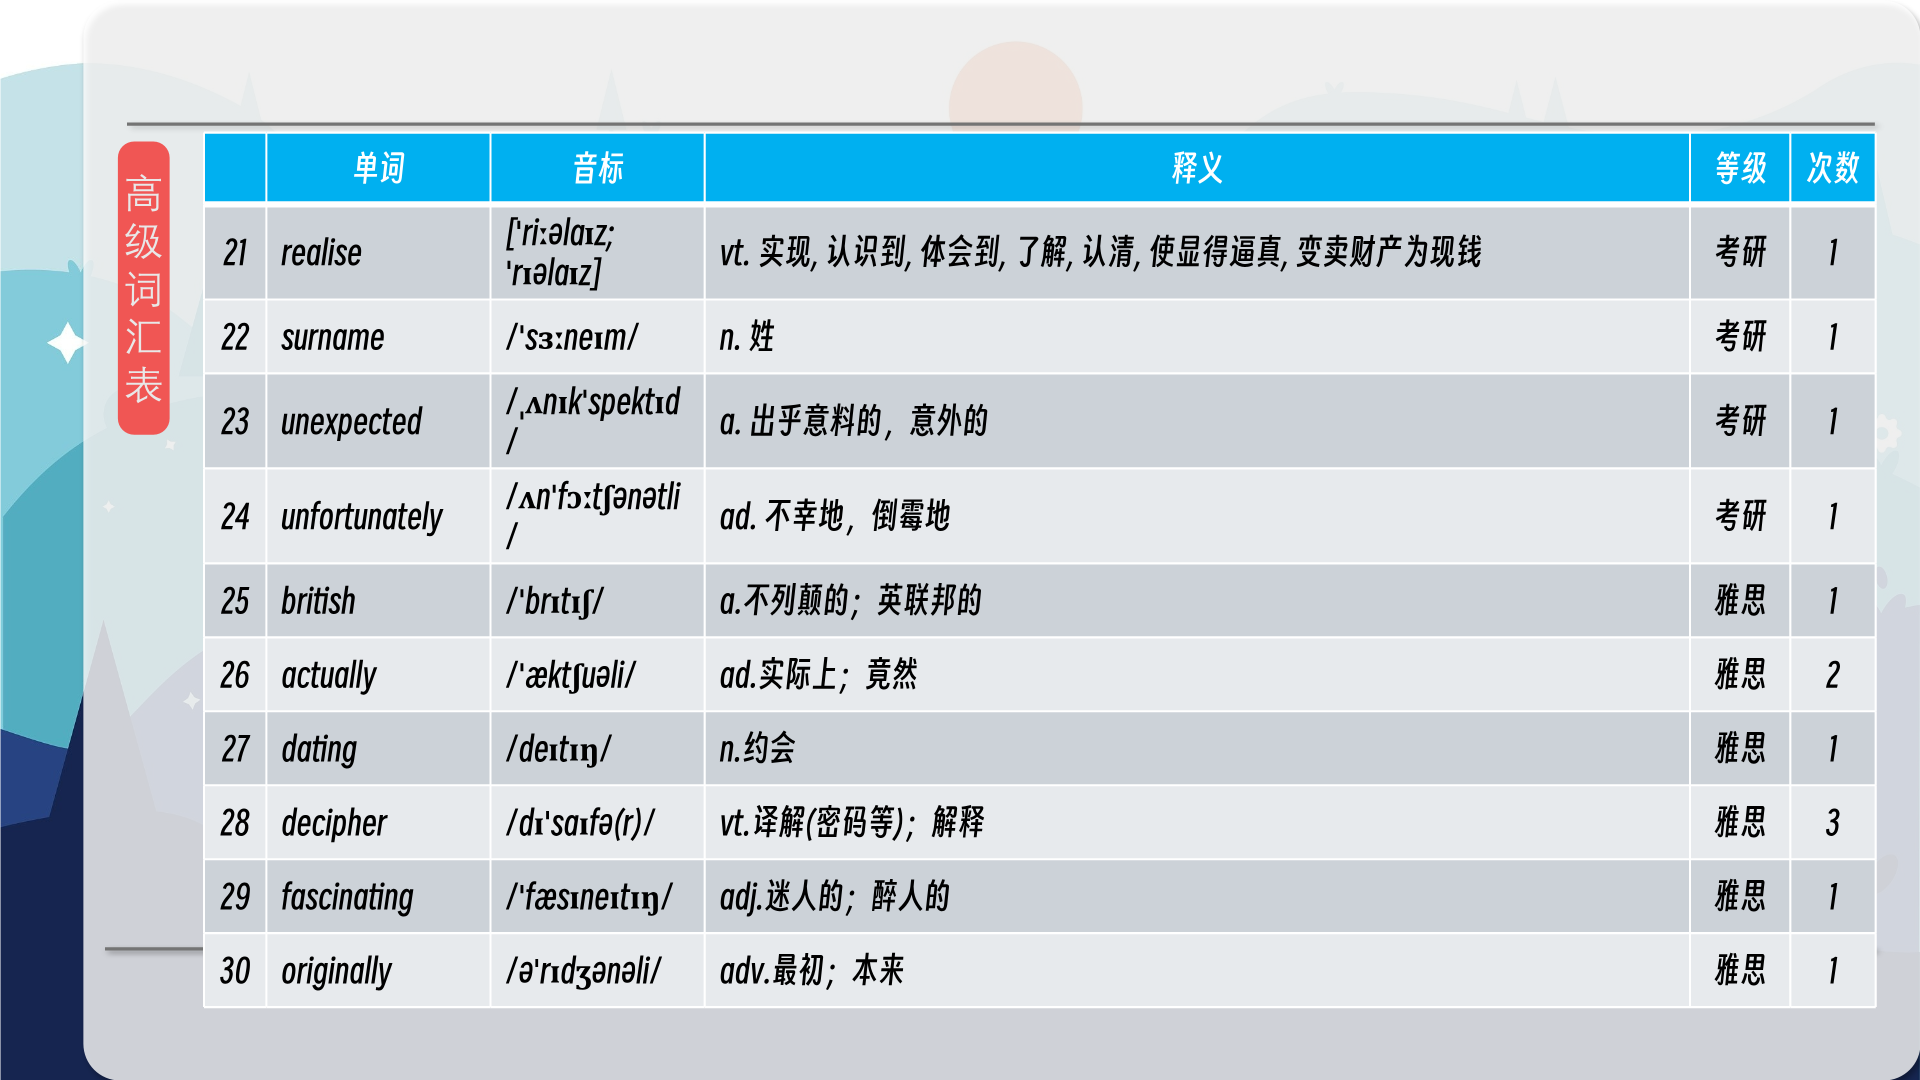 高级词汇表
单词 音标 释义 等级 次数
21 realise ['riːəlaɪz; 'rɪəlaɪz] vt. 实现, 认识到, 体会到, 了解, 认清, 使显得逼真, 变卖财产为现钱 考研 1
22 surname /'sɜːneɪm/ n. 姓 考研 1
23 unexpected /ˌʌnɪk'spektɪd/ a. 出乎意料的，意外的 考研 1
24 unfortunately /ʌn'fɔːtʃənətli/ ad. 不幸地，倒霉地 考研 1
25 british /'brɪtɪʃ/ a.不列颠的；英联邦的 雅思 1
26 actually /'æktʃuəli/ ad.实际上；竟然 雅思 2
27 dating /deɪtɪŋ/ n.约会 雅思 1
28 decipher /dɪ'saɪfə(r)/ vt.译解(密码等)；解释 雅思 3
29 fascinating /'fæsɪneɪtɪŋ/ adj.迷人的；醉人的 雅思 1
30 originally /ə'rɪdʒənəli/ adv.最初；本来 雅思 1